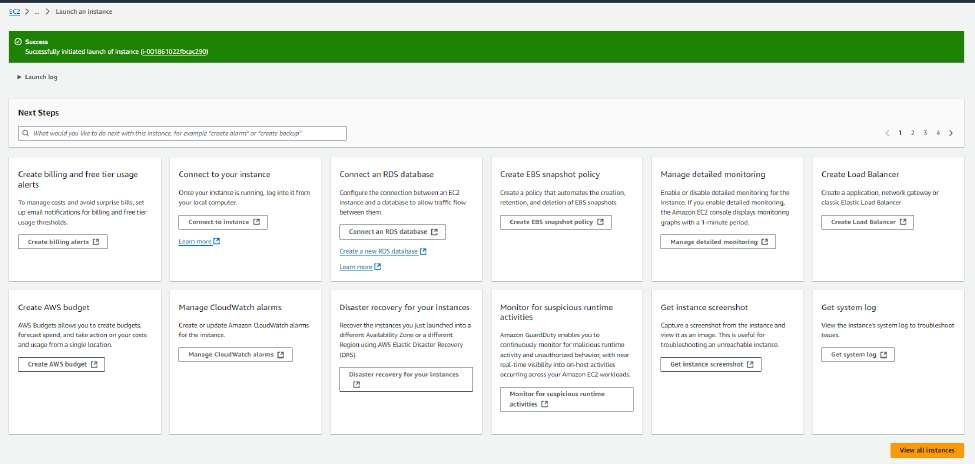 EC2 > ... > Launch an instance
Success
Successfully initiated launch of instance (i-001861022fbcac290)
Launch log
Next Steps
What would you like to do next with this instance, for example "create alarm" or "create backup"
< 1 2 3 4 >
Create billing and free tier usage
alerts
To manage costs and avoid surprise bills, set
up email notifications for billing and free tier
usage thresholds.
Create billing alerts
Connect to your instance
Once your instance is running, log into it from
your local computer.
Connect to instance
Learn more
Connect an RDS database
Configure the connection between an EC2
instance and a database to allow traffic flow
between them.
Connect an RDS database
Create a new RDS database
Learn more
Create EBS snapshot policy
Create a policy that automates the creation,
retention, and deletion of EBS snapshots
Create EBS snapshot policy
Manage detailed monitoring
Enable or disable detailed monitoring for the
instance. If you enable detailed monitoring,
the Amazon EC2 console displays monitoring
graphs with a 1-minute period.
Manage detailed monitoring
Create Load Balancer
Create a application, network gateway or
classic Elastic Load Balancer
Create Load Balancer
Create AWS budget
AWS Budgets allows you to create budgets,
forecast spend, and take action on your costs
and usage from a single location.
Create AWS budget
Manage CloudWatch alarms
Create or update Amazon CloudWatch alarms
for the instance.
Manage CloudWatch alarms
Disaster recovery for your instances
Recover the instances you just launched into a
different Availability Zone or a different
Region using AWS Elastic Disaster Recovery
(DRS).
Disaster recovery for your instances
Monitor for suspicious runtime
activities
Amazon GuardDuty enables you to
continuously monitor for malicious runtime
activity and unauthorized behavior, with near
real-time visibility into on-host activities
occurring across your Amazon EC2 workloads.
Monitor for suspicious runtime
activities
Get instance screenshot
Capture a screenshot from the instance and
view it as an image. This is useful for
troubleshooting an unreachable instance.
Get instance screenshot
Get system log
View the instance's system log to troubleshoot
issues.
Get system log
View all instances